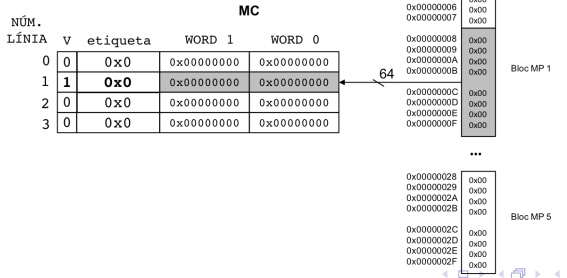 MC
NÚM.
LÍNIA V etiqueta WORD 1 WORD 0
0 0 0x0 0x00000000 0x00000000
1 1 0x0 0x00000000 0x00000000
2 0 0x0 0x00000000 0x00000000
3 0 0x0 0x00000000 0x00000000
64
0x00000006 0x00
0x00000007 0x00
0x00000008 0x00
0x00000009 0x00
0x0000000A 0x00
0x0000000B 0x00
Bloc MP 1
0x0000000C 0x00
0x0000000D 0x00
0x0000000E 0x00
0x0000000F 0x00
...
0x00000028 0x00
0x00000029 0x00
0x0000002A 0x00
0x0000002B 0x00
Bloc MP 5
0x0000002C 0x00
0x0000002D 0x00
0x0000002E 0x00
0x0000002F 0x00